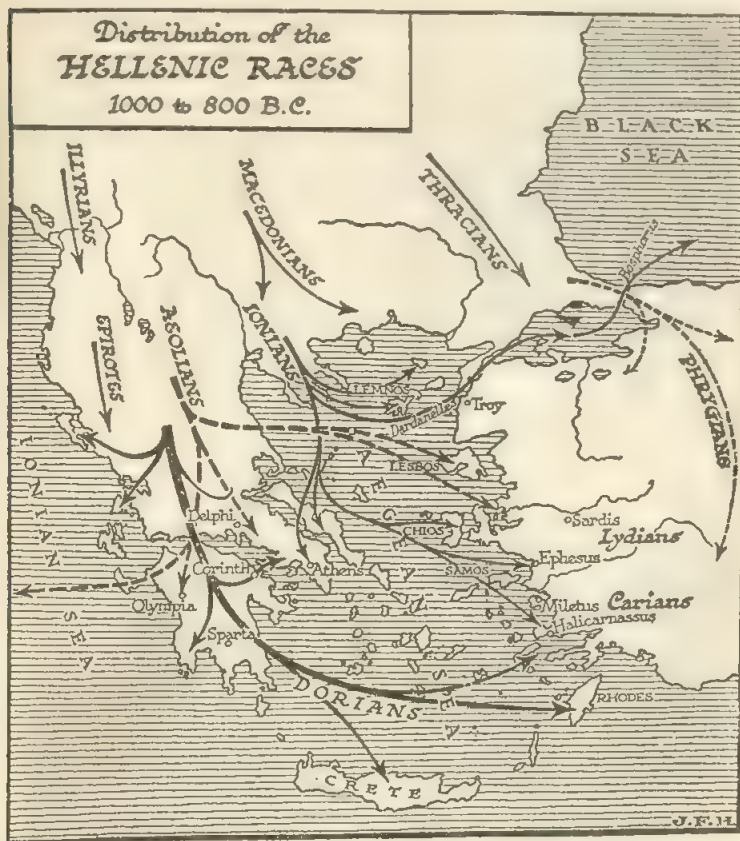 Distribution of the
HELLENIC RACES
1000 to 800 B.C.
BLACK
SEA
ILLYRIANS
MACEDONIANS
THRACIANS
Bosphorus
EPIROTES
AEOLIANS
IONIANS
LEMNOS
Dardanelles
Troy
PHRYGIANS
LESBOS
IONIAN SEA
AEGEAN SEA
Delphi
CHIOS
Sardis
Lydians
Corinth
Athens
SAMOS
Ephesus
Olympia
Miletus
Carians
Halicarnassus
Sparta
DORIANS
RHODES
CRETE
J.F.H.